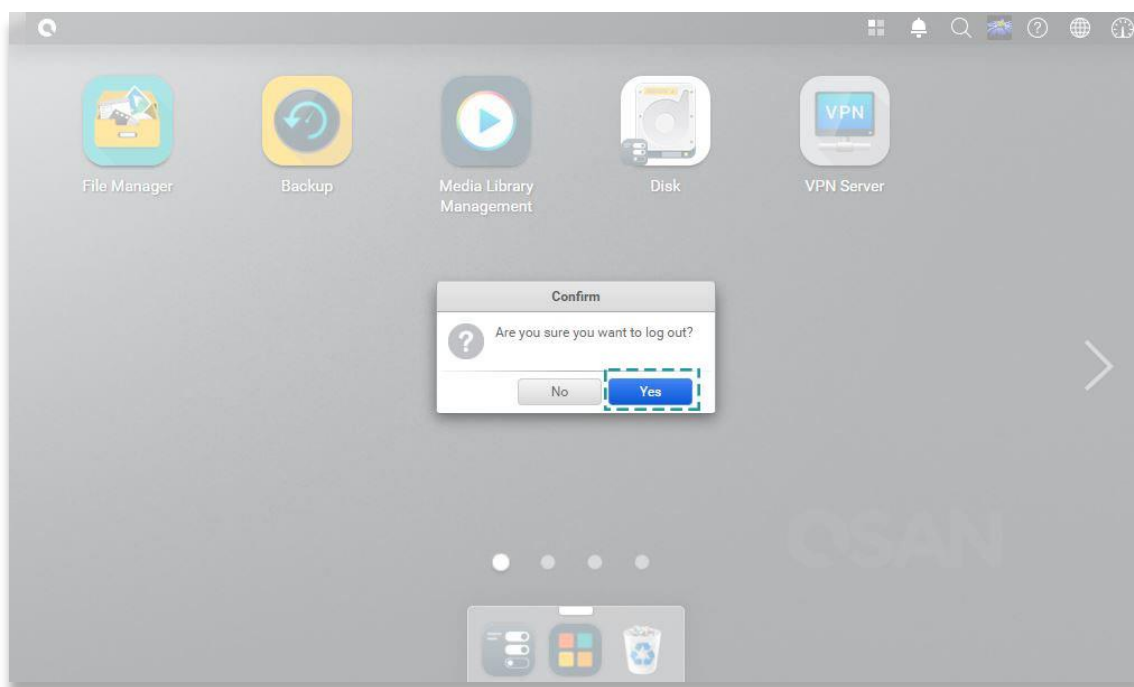 File Manager
Backup
Media Library
Management
Disk
VPN
VPN Server
Confirm
Are you sure you want to log out?
No
Yes
QSAN